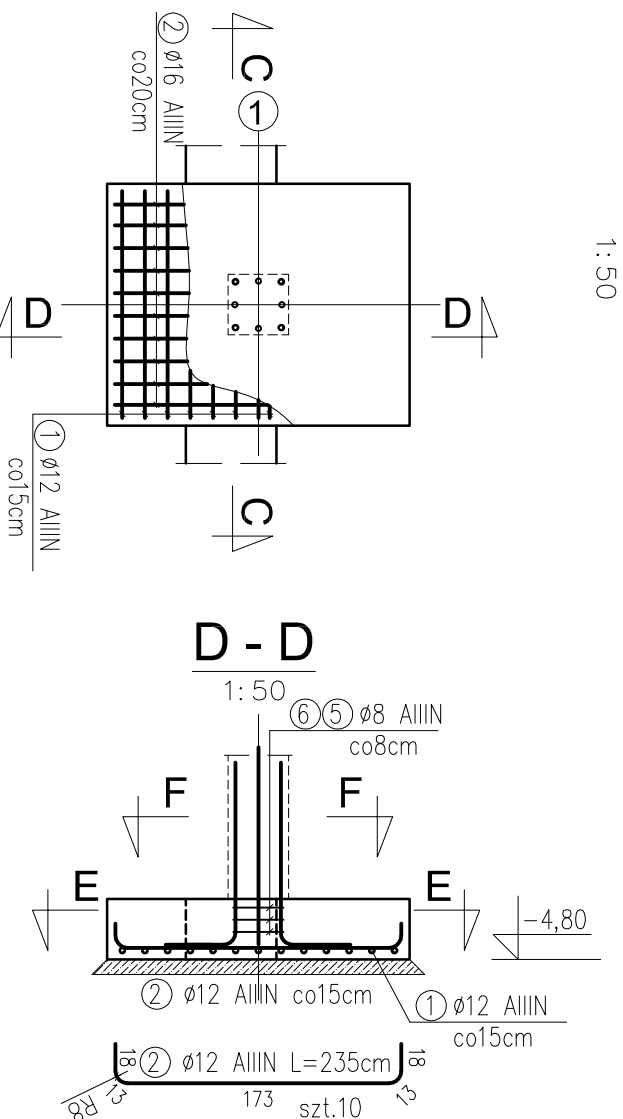 1:50
② ø16 AIIIN
co20cm
C
①
D
D
① ø12 AIIIN
co15cm
C
D - D
1:50
⑥⑤ ø8 AIIIN
co8cm
F
F
E
E
-4,80
② ø12 AIIIN co15cm
① ø12 AIIIN
co15cm
18 ② ø12 AIIIN L=235cm 18
R8 13 173 szt.10 13